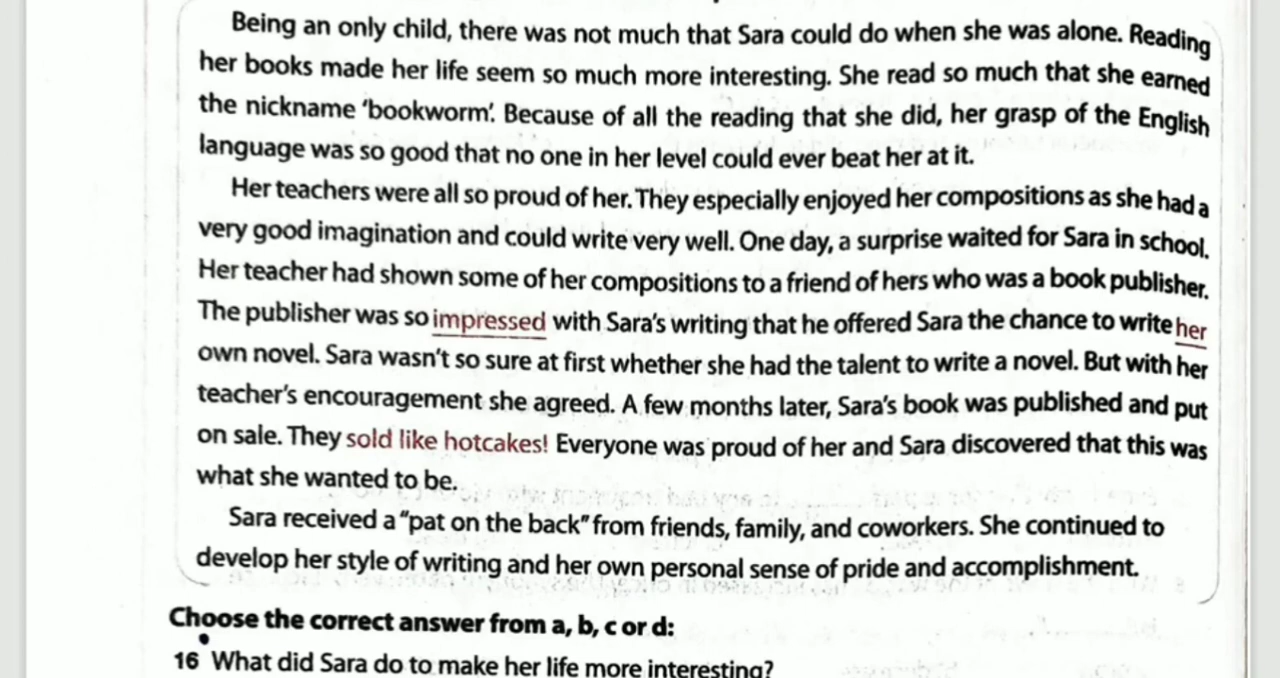 Being an only child, there was not much that Sara could do when she was alone. Reading
her books made her life seem so much more interesting. She read so much that she earned
the nickname ‘bookworm’. Because of all the reading that she did, her grasp of the English
language was so good that no one in her level could ever beat her at it.
Her teachers were all so proud of her. They especially enjoyed her compositions as she had a
very good imagination and could write very well. One day, a surprise waited for Sara in school.
Her teacher had shown some of her compositions to a friend of hers who was a book publisher.
The publisher was so impressed with Sara's writing that he offered Sara the chance to write her
own novel. Sara wasn't so sure at first whether she had the talent to write a novel. But with her
teacher's encouragement she agreed. A few months later, Sara's book was published and put
on sale. They sold like hotcakes! Everyone was proud of her and Sara discovered that this was
what she wanted to be.
Sara received a “pat on the back” from friends, family, and coworkers. She continued to
develop her style of writing and her own personal sense of pride and accomplishment.
Choose the correct answer from a, b, c or d:
16 What did Sara do to make her life more interesting?